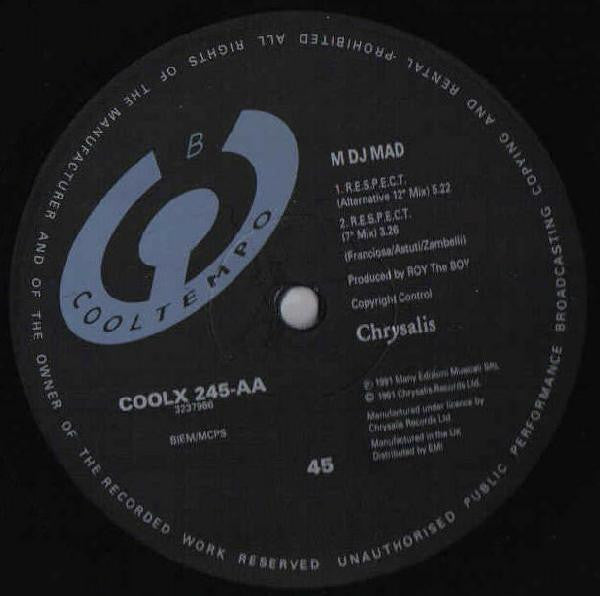 ALL RIGHTS OF THE MANUFACTURER AND OF THE OWNER OF THE RECORDED WORK RESERVED UNAUTHORISED PUBLIC PERFORMANCE BROADCASTING COPYING AND RENTAL PROHIBITED
B
COOLTEMPO
M DJ MAD
1. R.E.S.P.E.C.T.
(Alternative 12" Mix) 5.22
2. R.E.S.P.E.C.T.
(7" Mix) 3.26
(Franciosa/Astuti/Zambelli)
Produced by ROY The BOY
Copyright Control
Chrysalis
COOLX 245-AA
3237960
BIEM/MCPS
45
℗ 1991 Many Edizioni Musicali SRL
© 1991 Chrysalis Records Ltd.
Manufactured under licence by
Chrysalis Records Ltd
Manufactured in the UK
Distributed by EMI